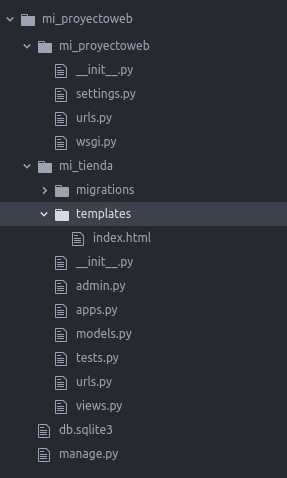 mi_proyectoweb
mi_proyectoweb
__init__.py
settings.py
urls.py
wsgi.py
mi_tienda
migrations
templates
index.html
__init__.py
admin.py
apps.py
models.py
tests.py
urls.py
views.py
db.sqlite3
manage.py